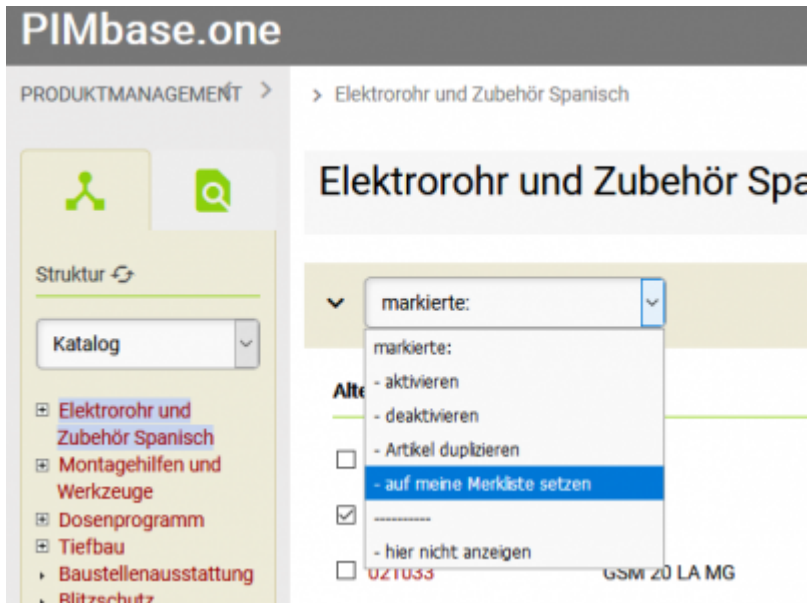 PIMbase.one
PRODUKTMANAGEMENT
> Elektrorohr und Zubehör Spanisch
Elektrorohr und Zubehör
Struktur
Katalog
Elektrorohr und
Zubehör Spanisch
Montagehilfen und
Werkzeuge
Dosenprogramm
Tiefbau
Baustellenausstattung
Blitzschutz
markierte:
markierte:
- aktivieren
- deaktivieren
- Artikel duplizieren
- auf meine Merkliste setzen
----------
- hier nicht anzeigen
021033 GSM 20 LA MG